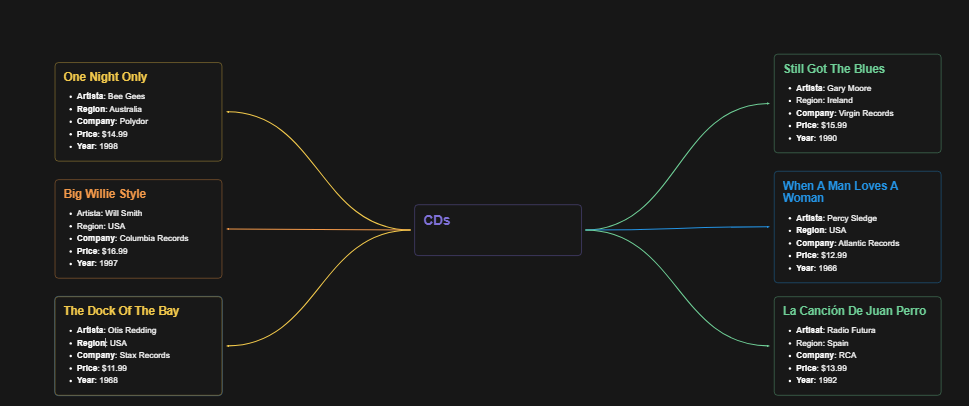 One Night Only
• Artista: Bee Gees
• Region: Australia
• Company: Polydor
• Price: $14.99
• Year: 1998
Big Willie Style
• Artista: Will Smith
• Region: USA
• Company: Columbia Records
• Price: $16.99
• Year: 1997
The Dock Of The Bay
• Artista: Otis Redding
• Region: USA
• Company: Stax Records
• Price: $11.99
• Year: 1968
CDs
Still Got The Blues
• Artista: Gary Moore
• Region: Ireland
• Company: Virgin Records
• Price: $15.99
• Year: 1990
When A Man Loves A
Woman
• Artista: Percy Sledge
• Region: USA
• Company: Atlantic Records
• Price: $12.99
• Year: 1966
La Canción De Juan Perro
• Artisat: Radio Futura
• Region: Spain
• Company: RCA
• Price: $13.99
• Year: 1992